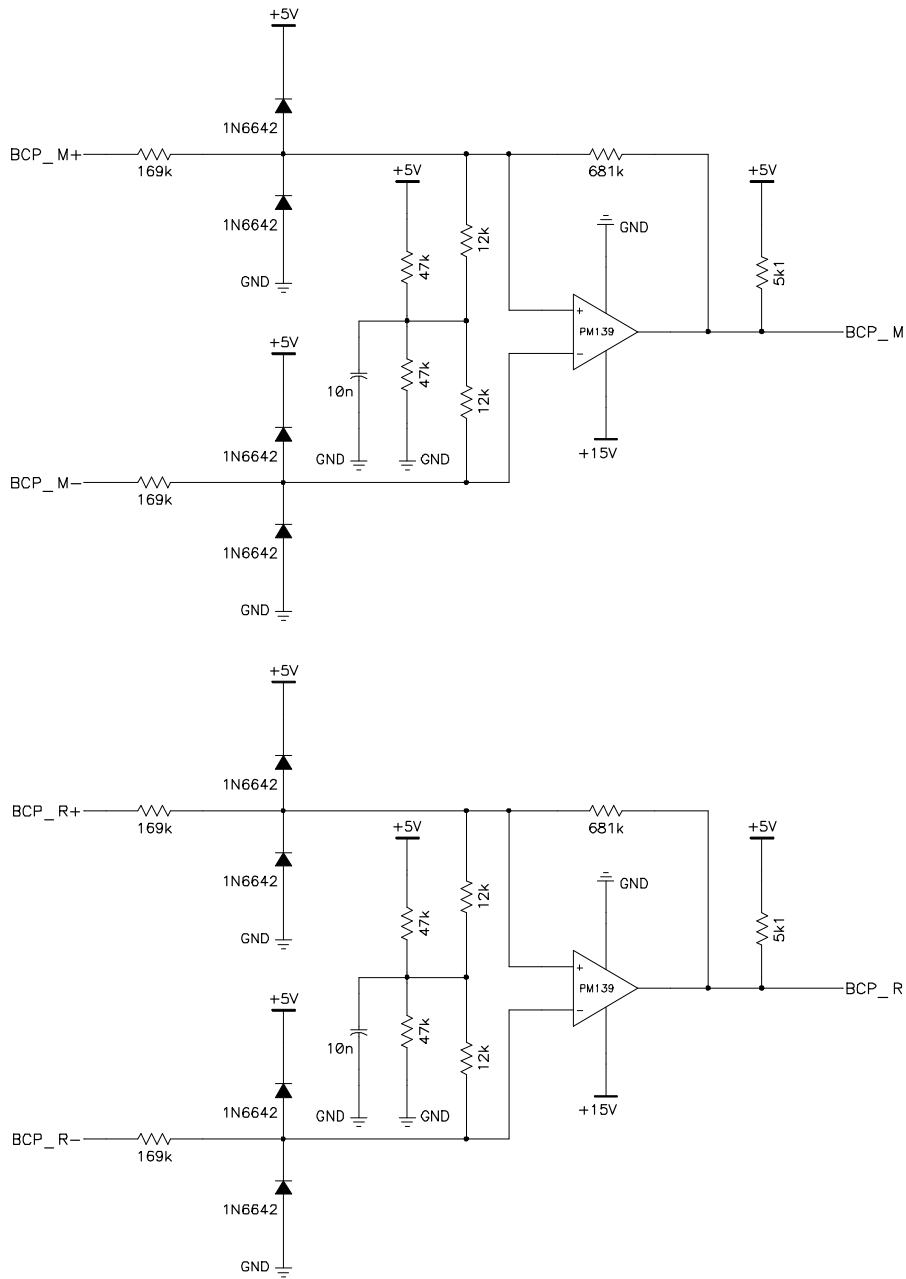 +5V
1N6642
BCP_M+
169k
681k
+5V
+5V
1N6642
GND
12k
47k
5k1
GND
+
PM139
-
BCP_M
+5V
10n
47k
12k
1N6642
GND
GND
+15V
BCP_M-
169k
1N6642
GND
+5V
1N6642
BCP_R+
169k
681k
+5V
+5V
1N6642
GND
12k
47k
5k1
GND
+
PM139
-
BCP_R
+5V
10n
47k
12k
1N6642
GND
GND
+15V
BCP_R-
169k
1N6642
GND